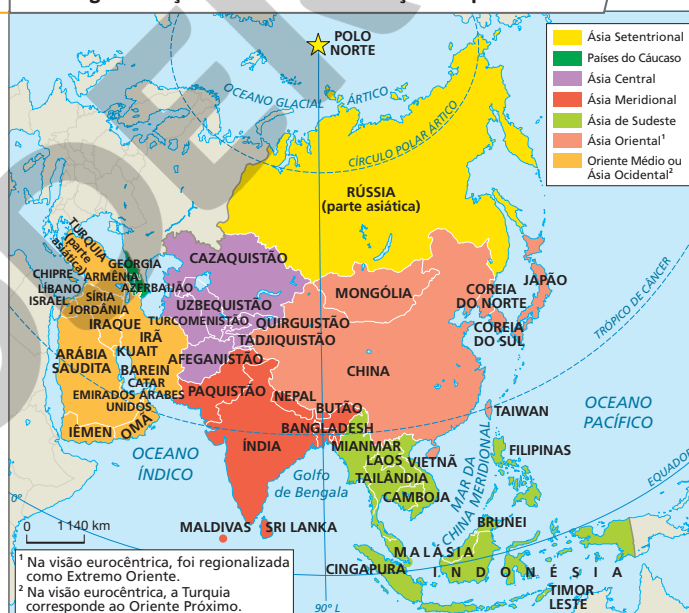 POLO
NORTE
OCEANO GLACIAL ÁRTICO
CÍRCULO POLAR ÁRTICO
Ásia Setentrional
Países do Cáucaso
Ásia Central
Ásia Meridional
Ásia de Sudeste
Ásia Oriental¹
Oriente Médio ou
Ásia Ocidental²
RÚSSIA
(parte asiática)
TURQUIA
(parte
asiática)
GEÓRGIA
ARMÊNIA
AZERBAIJÃO
CHIPRE
LÍBANO
ISRAEL
SÍRIA
JORDÂNIA
IRAQUE
IRÃ
KUAIT
ARÁBIA
SAUDITA
BAREIN
CATAR
EMIRADOS ÁRABES
UNIDOS
IÊMEN
OMÃ
CAZAQUISTÃO
UZBEQUISTÃO
TURCOMENISTÃO
QUIRGUISTÃO
TADJIQUISTÃO
AFEGANISTÃO
MONGÓLIA
COREIA
DO NORTE
JAPÃO
COREIA
DO SUL
TRÓPICO DE CÂNCER
CHINA
PAQUISTÃO
NEPAL
BUTÃO
BANGLADESH
ÍNDIA
TAIWAN
OCEANO
PACÍFICO
MIANMAR
LAOS
VIETNÃ
TAILÂNDIA
CAMBOJA
MAR DA
CHINA MERIDIONAL
FILIPINAS
EQUADOR
OCEANO
ÍNDICO
Golfo
de Bengala
0°
0 1140 km
MALDIVAS
SRI LANKA
BRUNEI
MALÁSIA
CINGAPURA
INDONÉSIA
TIMOR
LESTE
¹ Na visão eurocêntrica, foi regionalizada
como Extremo Oriente.
² Na visão eurocêntrica, a Turquia
corresponde ao Oriente Próximo.
90° L